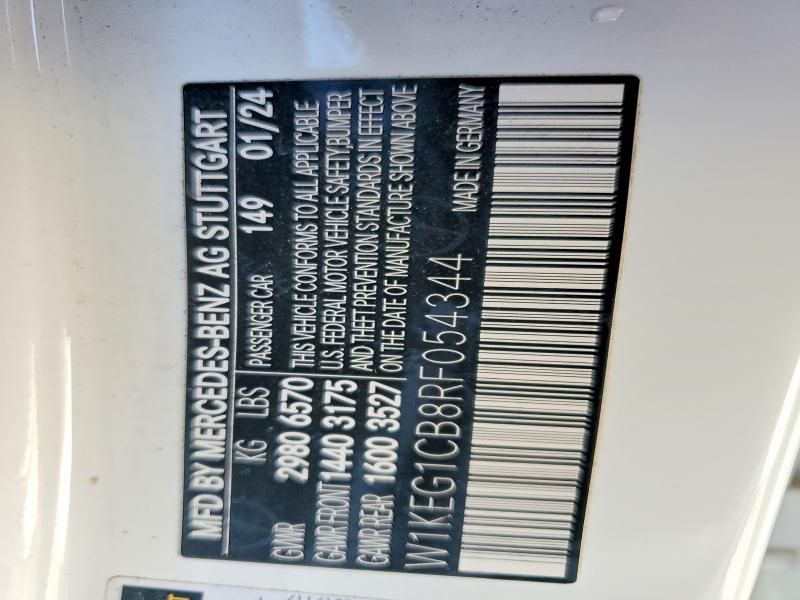 MFD BY MERCEDES-BENZ AG STUTTGART
KG LBS PASSENGER CAR 149 01/24
GVWR 2980 6570
GAWR FRONT 1440 3175
GAWR REAR 1600 3527
THIS VEHICLE CONFORMS TO ALL APPLICABLE
U.S. FEDERAL MOTOR VEHICLE SAFETY, BUMPER
AND THEFT PREVENTION STANDARDS IN EFFECT
ON THE DATE OF MANUFACTURE SHOWN ABOVE
W1KEG1CB8RF054344 MADE IN GERMANY